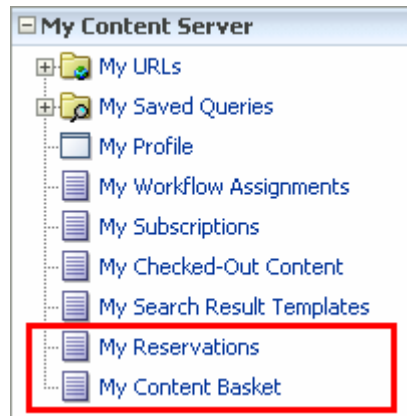 My Content Server
My URLs
My Saved Queries
My Profile
My Workflow Assignments
My Subscriptions
My Checked-Out Content
My Search Result Templates
My Reservations
My Content Basket